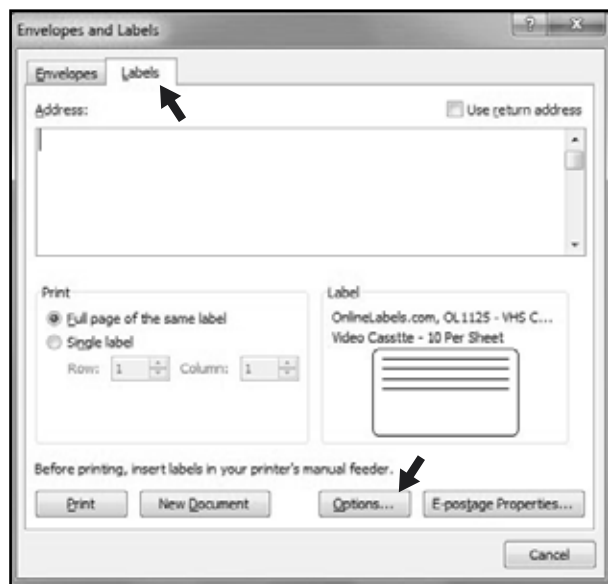 Envelopes and Labels
Envelopes Labels
Address: Use return address
Print
Full page of the same label
Single label
Row: 1 Column: 1
Label
OnlineLabels.com, OL1125 - VHS C...
Video Casstte - 10 Per Sheet
Before printing, insert labels in your printer's manual feeder.
Print New Document Options... E-postage Properties...
Cancel